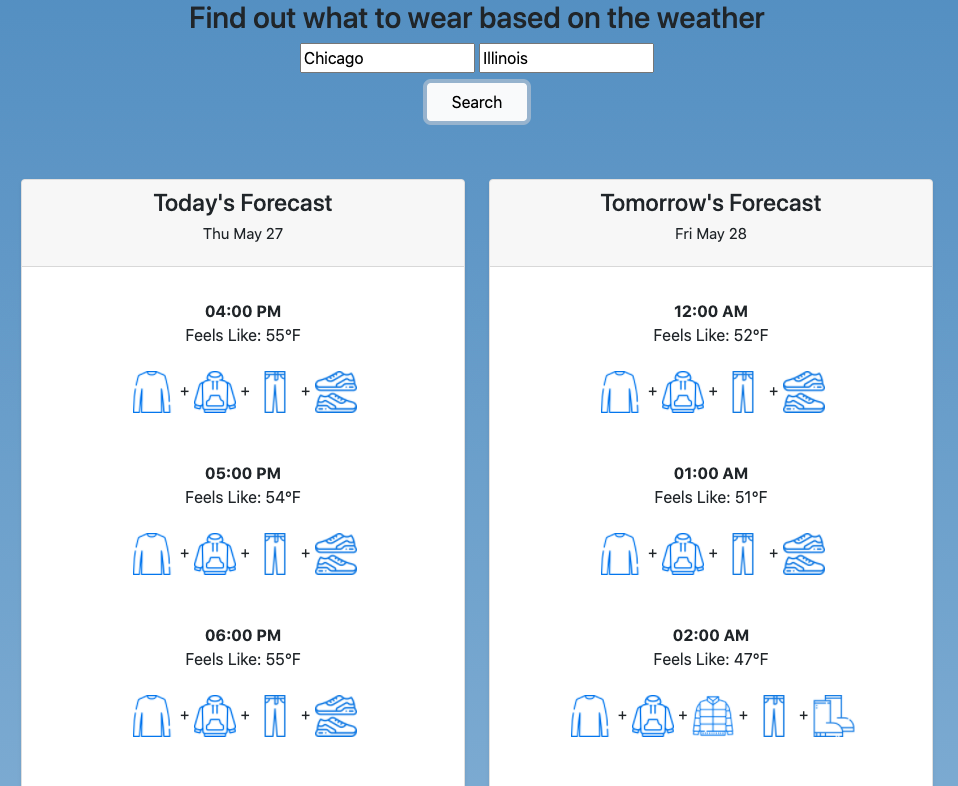 Find out what to wear based on the weather
Chicago Illinois
Search
Today's Forecast
Thu May 27
04:00 PM
Feels Like: 55°F
+ + +
05:00 PM
Feels Like: 54°F
+ + +
06:00 PM
Feels Like: 55°F
+ + +
Tomorrow's Forecast
Fri May 28
12:00 AM
Feels Like: 52°F
+ + +
01:00 AM
Feels Like: 51°F
+ + +
02:00 AM
Feels Like: 47°F
+ + + +